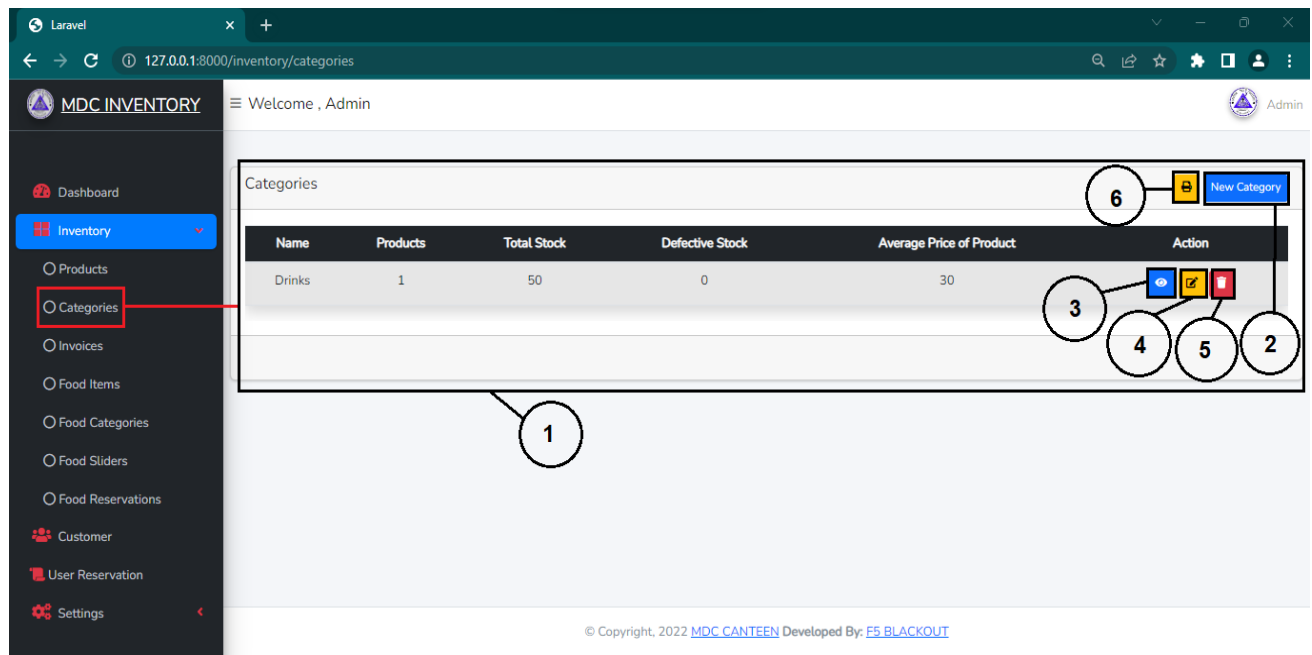 Laravel
127.0.0.1:8000/inventory/categories
MDC INVENTORY
Welcome , Admin
Admin
Dashboard
Inventory
Products
Categories
Invoices
Food Items
Food Categories
Food Sliders
Food Reservations
Customer
User Reservation
Settings
Categories
6
New Category
Name Products Total Stock Defective Stock Average Price of Product Action
Drinks 1 50 0 30
3
4
5
2
1
© Copyright, 2022 MDC CANTEEN Developed By: F5 BLACKOUT